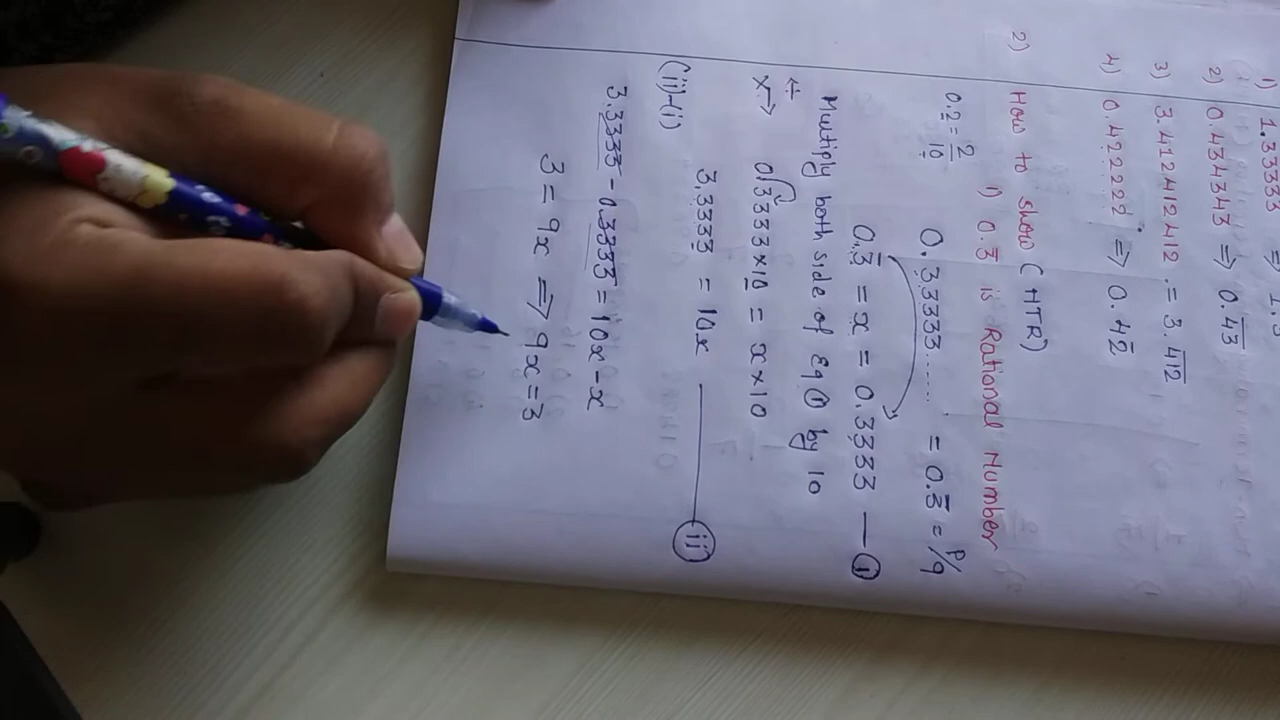 1) 1.3333 ⇒ 1.3
2) 0.434343 ⇒ 0.4̅3̅
3) 3.412412412 . = 3.4̅1̅2̅
4) 0.422222 ⇒ 0.42̅
2) How to show (HTR)
1) 0.3̅ is Rational Number
0.2 = 2/10
0.33333..... = 0.3̅ = P/q
0.3̅ = x = 0.3333 — (i)
Multiply both side of Eq (1) by 10
0.33333×10 = x×10
3.3333 = 10x — (ii)
(ii)-(i)
3.3333 - 0.3333 = 10x - x
3 = 9x ⇒ 9x = 3